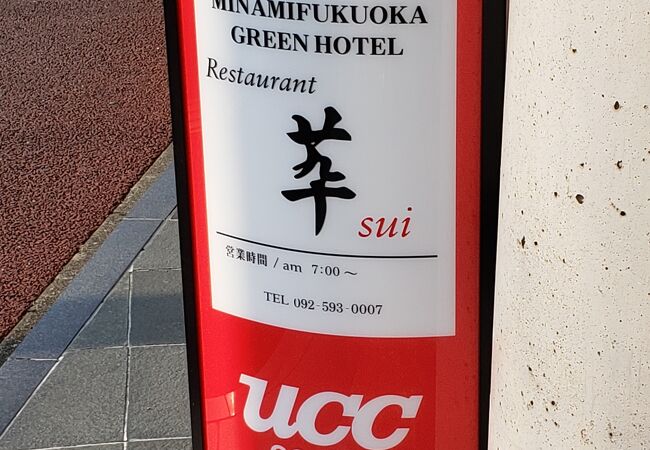 MINAMIFUKUOKA
GREEN HOTEL
Restaurant
萃
sui
営業時間 / am 7:00～
TEL 092-593-0007
UCC